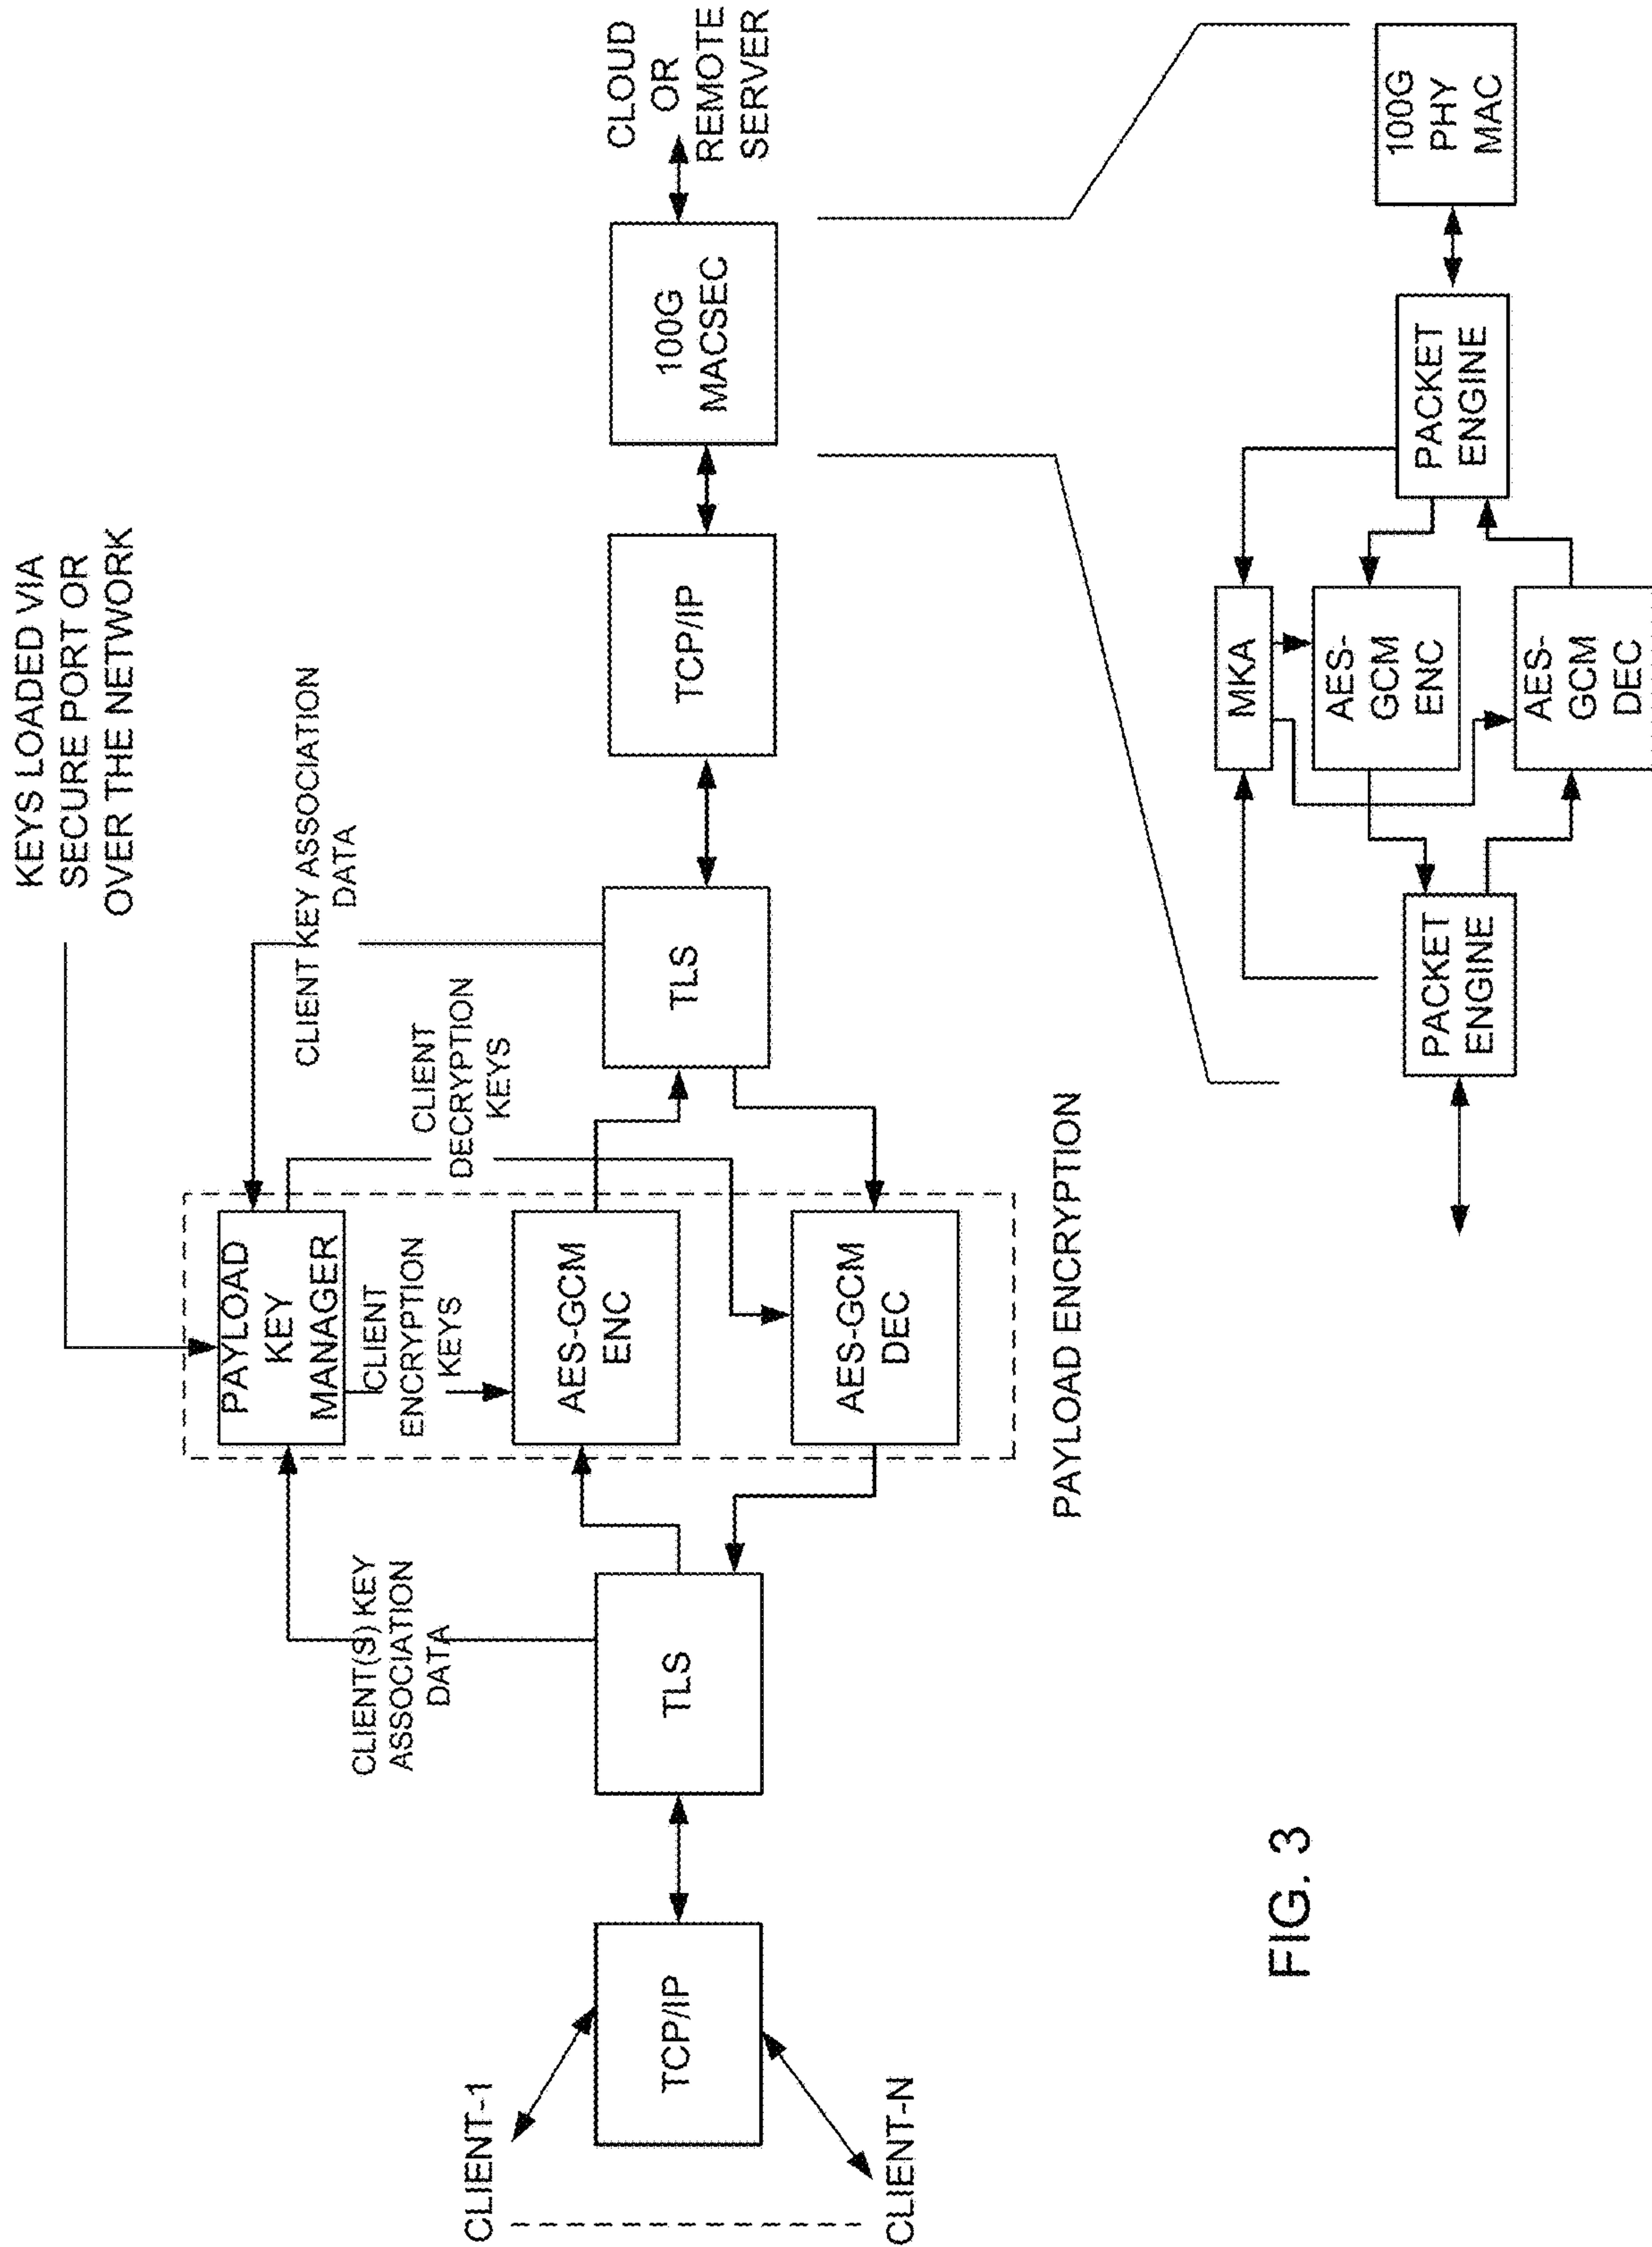 KEYS LOADED VIA
SECURE PORT OR
OVER THE NETWORK
CLIENT(S) KEY
ASSOCIATION
DATA
PAYLOAD
KEY
MANAGER
CLIENT
ENCRYPTION
KEYS
CLIENT
DECRYPTION
KEYS
CLIENT KEY ASSOCIATION
DATA
CLIENT-1
CLIENT-N
TCP/IP
TLS
AES-GCM
ENC
AES-GCM
DEC
TLS
TCP/IP
100G
MACSEC
CLOUD
OR
REMOTE
SERVER
PAYLOAD ENCRYPTION
PACKET
ENGINE
MKA
AES-
GCM
ENC
AES-
GCM
DEC
PACKET
ENGINE
100G
PHY
MAC
FIG. 3